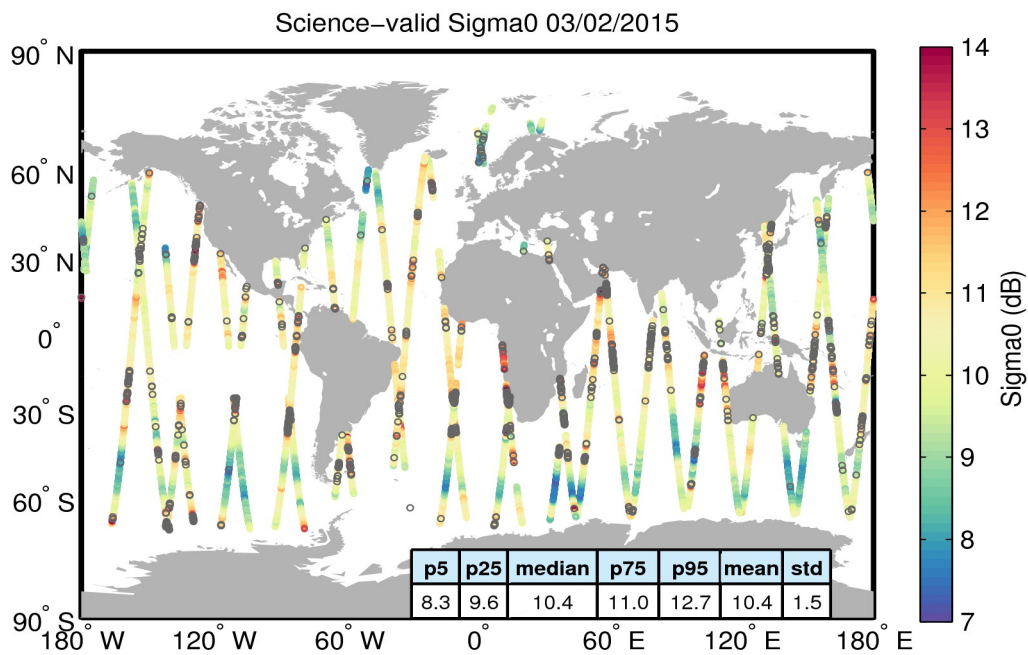 Science−valid Sigma0 03/02/2015
90° N
60° N
30° N
0°
30° S
60° S
90° S
180° W
120° W
60° W
0°
60° E
120° E
180° E
p5 p25 median p75 p95 mean std
8.3 9.6 10.4 11.0 12.7 10.4 1.5
14
13
12
11
10
9
8
7
Sigma0 (dB)